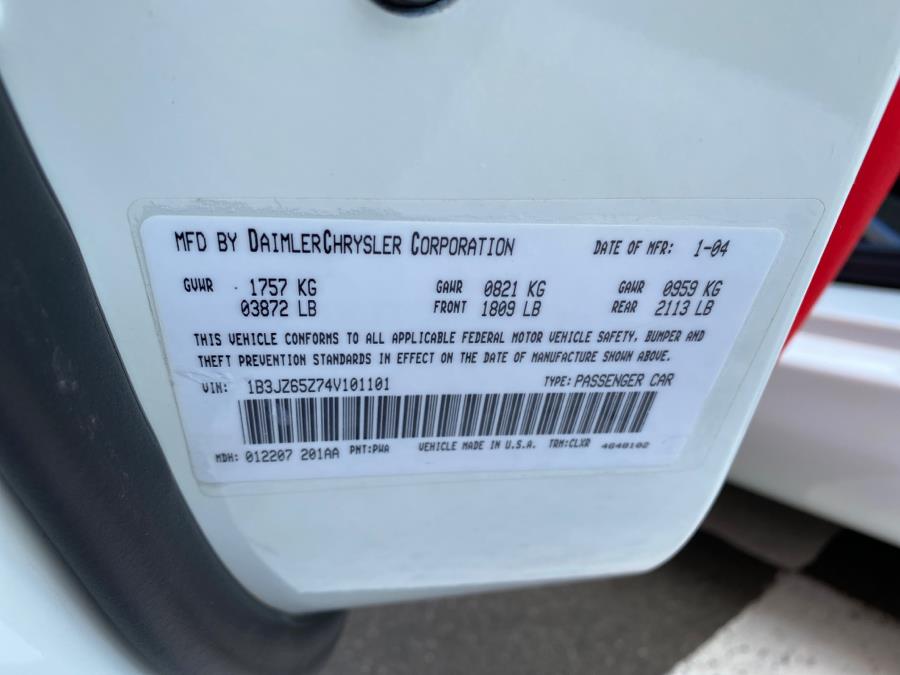 MFD BY DAIMLERCHRYSLER CORPORATION DATE OF MFR: 1-04
GVWR 1757 KG GAWR 0821 KG GAWR 0959 KG
03872 LB FRONT 1809 LB REAR 2113 LB
THIS VEHICLE CONFORMS TO ALL APPLICABLE FEDERAL MOTOR VEHICLE SAFETY, BUMPER AND
THEFT PREVENTION STANDARDS IN EFFECT ON THE DATE OF MANUFACTURE SHOWN ABOVE.
VIN: 1B3JZ65Z74V101101 TYPE: PASSENGER CAR
MDH: 012207 201AA PNT:PWA VEHICLE MADE IN U.S.A. TRM:CLXR 4G48102